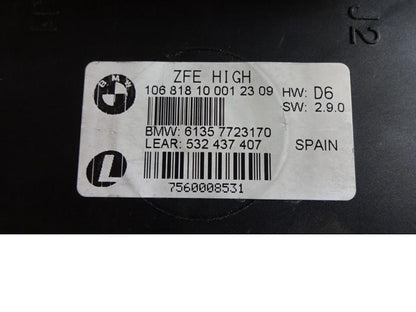 J2
BMW
ZFE HIGH
106 818 10 001 23 09
HW: D6
SW: 2.9.0
BMW: 6135 7723170
LEAR: 532 437 407
SPAIN
L
7560008531